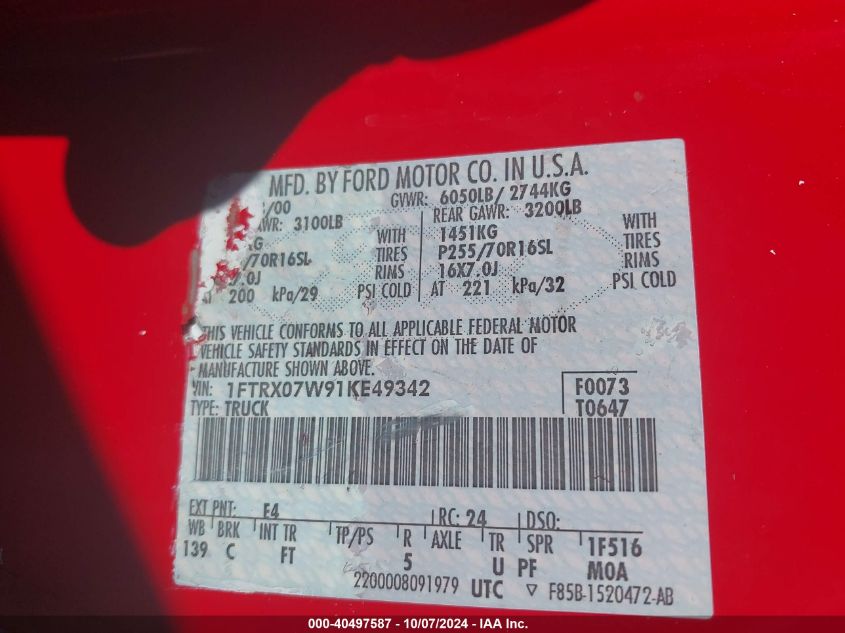 MFD. BY FORD MOTOR CO. IN U.S.A.
/00 GVWR: 6050LB/ 2744KG
WR: 3100LB REAR GAWR: 3200LB
G WITH 1451KG WITH
/70R16SL TIRES P255/70R16SL TIRES
7.0J RIMS 16X7.0J RIMS
AT 200 kPa/29 PSI COLD AT 221 kPa/32 PSI COLD
THIS VEHICLE CONFORMS TO ALL APPLICABLE FEDERAL MOTOR
VEHICLE SAFETY STANDARDS IN EFFECT ON THE DATE OF
MANUFACTURE SHOWN ABOVE.
VIN: 1FTRX07W91KE49342 F0073
TYPE: TRUCK T0647
EXT PNT: E4 RC: 24 DSO:
WB BRK INT TR TP/PS R AXLE TR SPR 1F516
139 C FT 5 U PF MOA
2200008091979 UTC ▽ F85B-1520472-AB
000-40497587 - 10/07/2024 - IAA Inc.